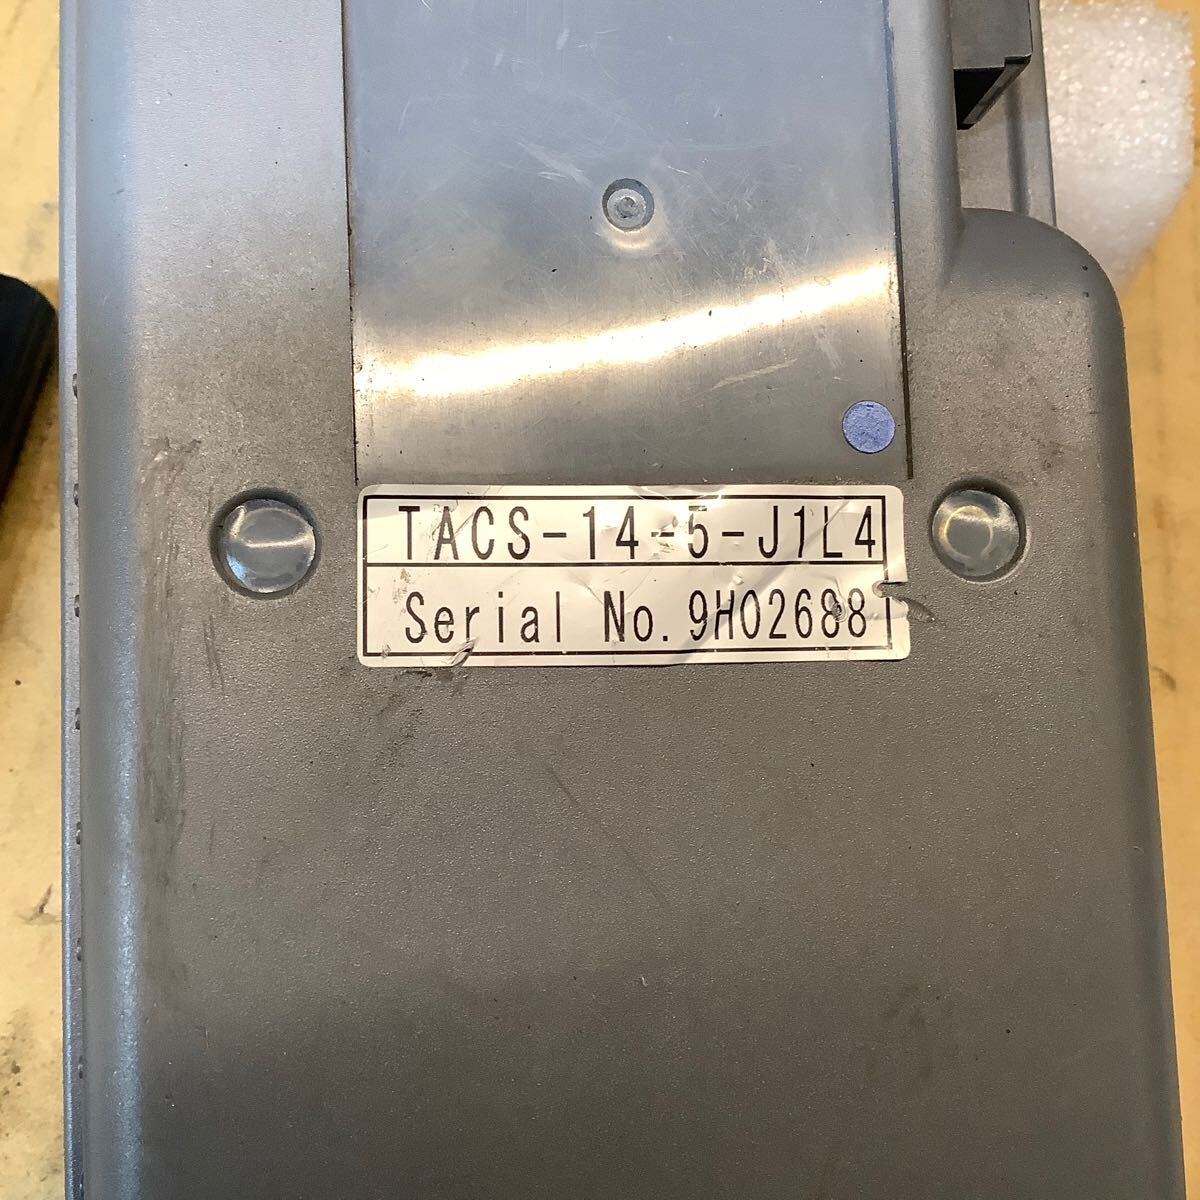 TACS-14-5-J1L4
Serial No. 9H02688